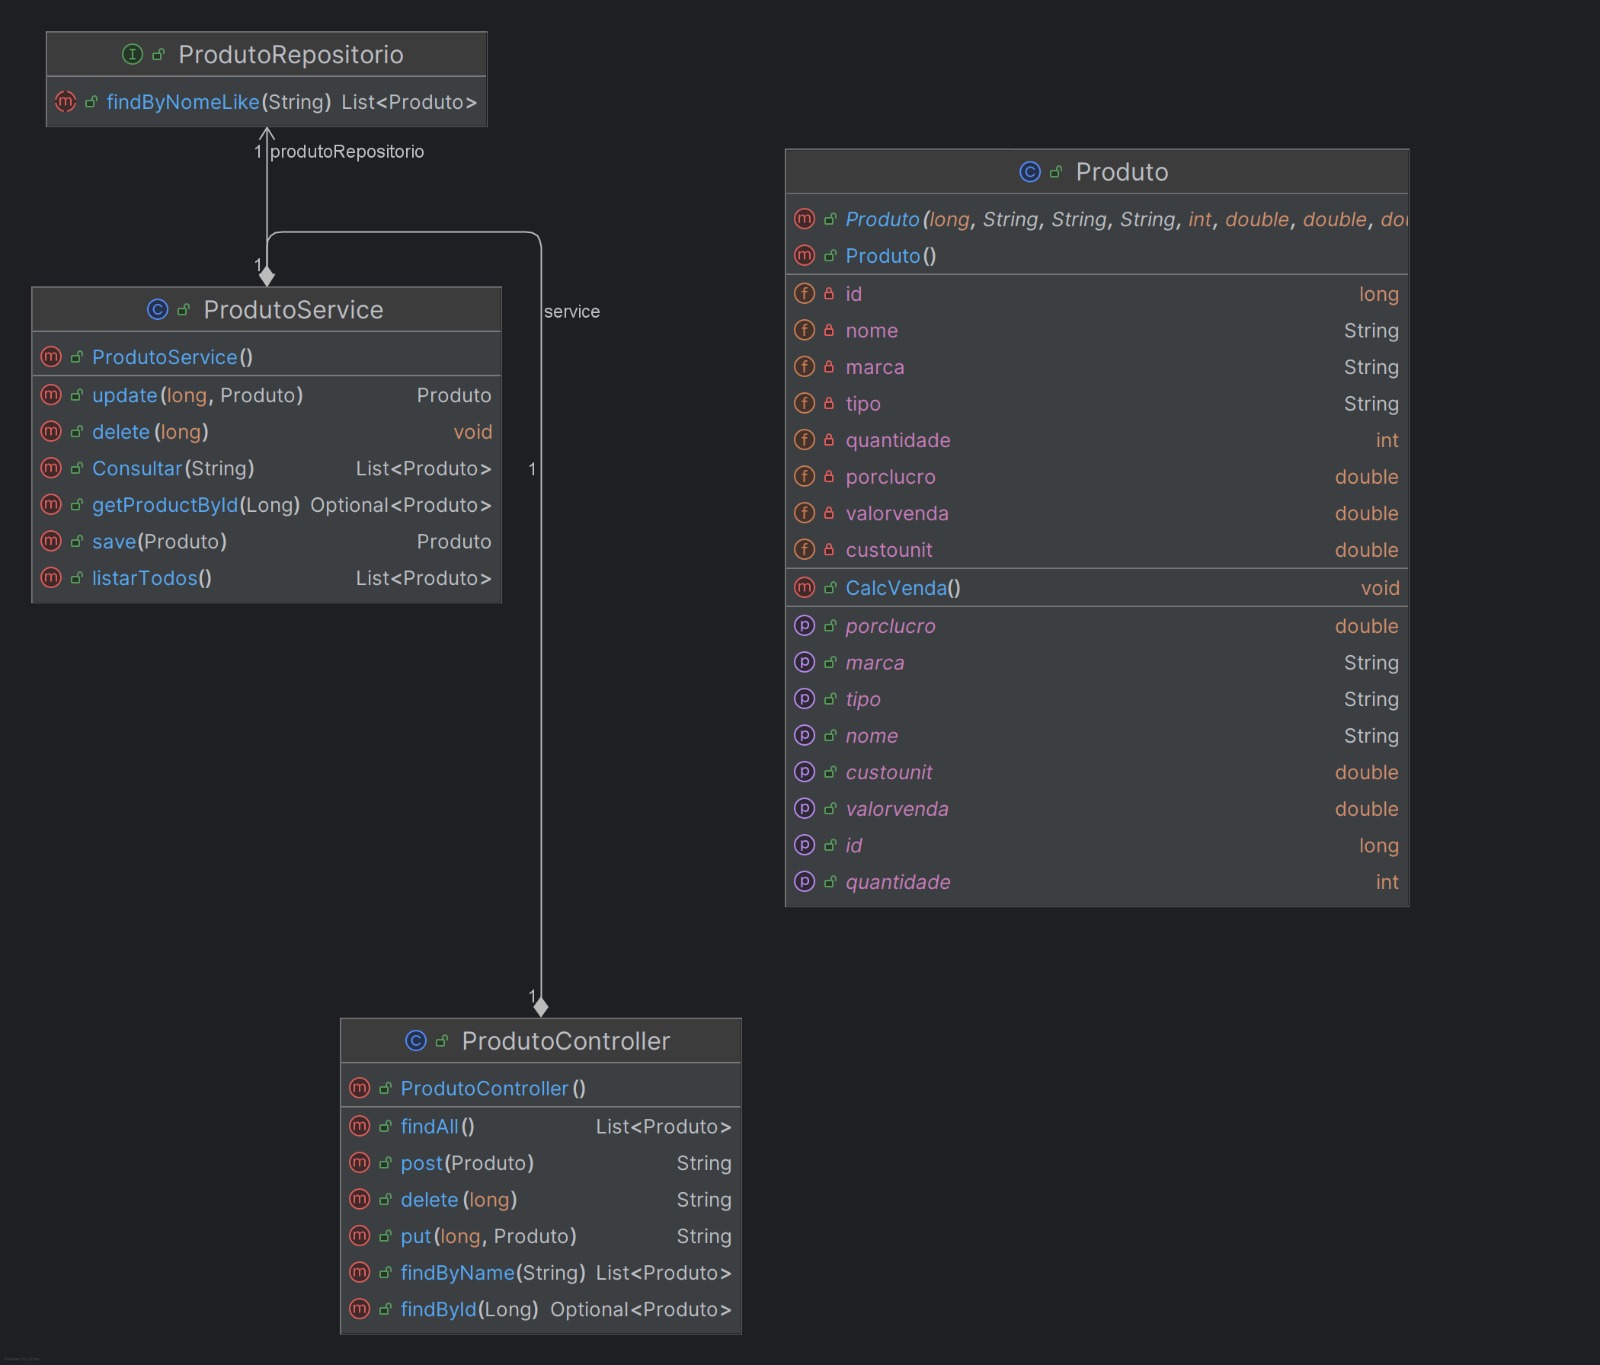 ProdutoRepositorio
findByNomeLike(String) List<Produto>
1 produtoRepositorio
1
ProdutoService
ProdutoService()
update(long, Produto) Produto
delete(long) void
Consultar(String) List<Produto>
getProductById(Long) Optional<Produto>
save(Produto) Produto
listarTodos() List<Produto>
service
1
1
Produto
Produto(long, String, String, String, int, double, double, dou
Produto()
id long
nome String
marca String
tipo String
quantidade int
porclucro double
valorvenda double
custounit double
CalcVenda() void
porclucro double
marca String
tipo String
nome String
custounit double
valorvenda double
id long
quantidade int
ProdutoController
ProdutoController()
findAll() List<Produto>
post(Produto) String
delete(long) String
put(long, Produto) String
findByName(String) List<Produto>
findById(Long) Optional<Produto>